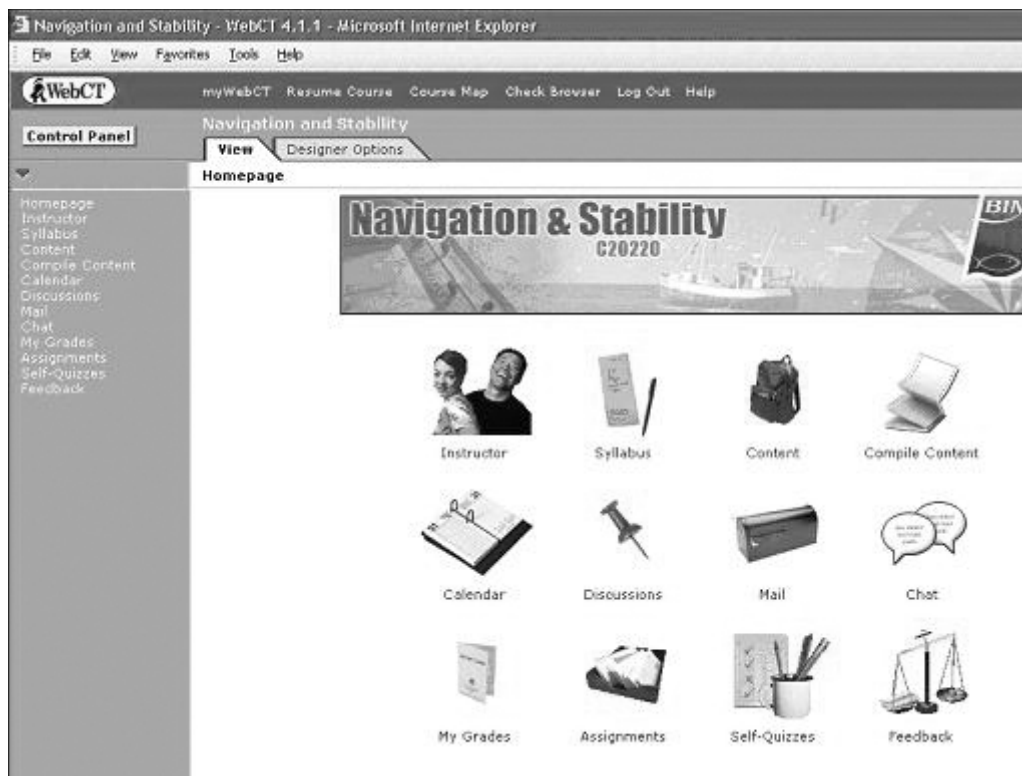 Navigation and Stability - WebCT 4.1.1 - Microsoft Internet Explorer
File Edit View Favorites Tools Help
WebCT myWebCT Resume Course Course Map Check Browser Log Out Help
Control Panel
Navigation and Stability
View Designer Options
Homepage
Homepage
Instructor
Syllabus
Content
Compile Content
Calendar
Discussions
Mail
Chat
My Grades
Assignments
Self-Quizzes
Feedback
Navigation & Stability
C20220
BIM
Instructor Syllabus Content Compile Content
Calendar Discussions Mail Chat
My Grades Assignments Self-Quizzes Feedback